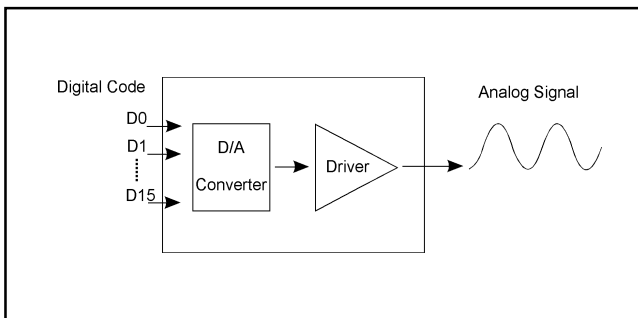 Digital Code
Analog Signal
D0
D1
D/A
Converter
Driver
D15